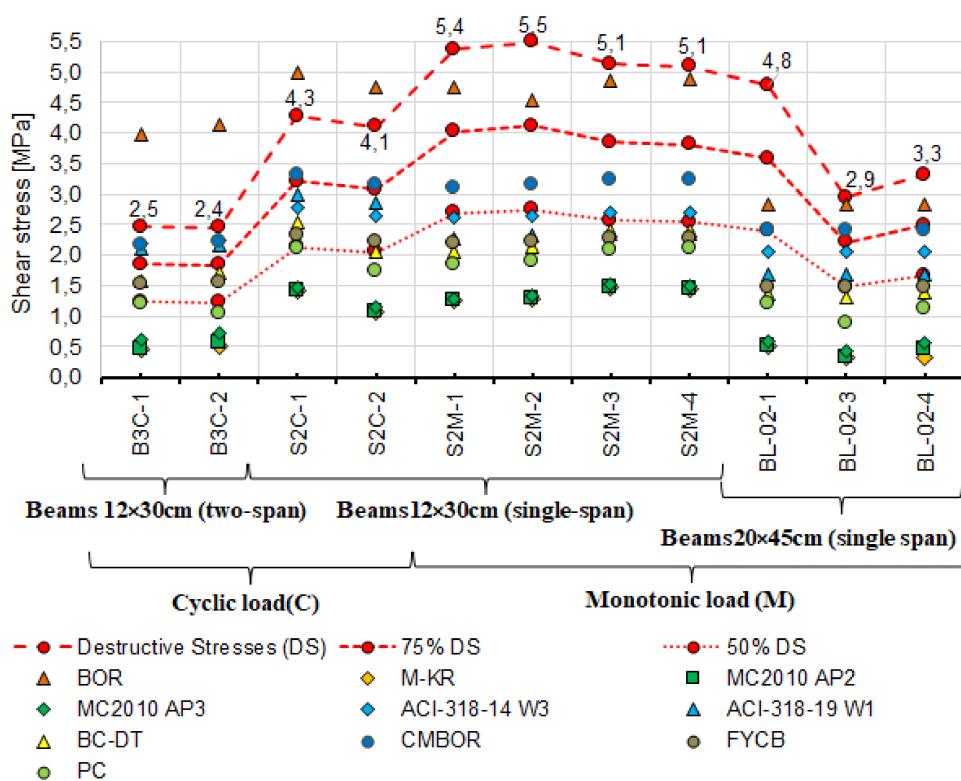 Shear stress [MPa]
5,5
5,0
4,5
4,0
3,5
3,0
2,5
2,0
1,5
1,0
0,5
0,0
2,5
2,4
4,3
4,1
5,4
5,5
5,1
5,1
4,8
2,9
3,3
B3C-1
B3C-2
S2C-1
S2C-2
S2M-1
S2M-2
S2M-3
S2M-4
BL-02-1
BL-02-3
BL-02-4
Beams 12×30cm (two-span)
Beams12×30cm (single-span)
Beams20×45cm (single span)
Cyclic load(C)
Monotonic load (M)
Destructive Stresses (DS)
75% DS
50% DS
BOR
M-KR
MC2010 AP2
MC2010 AP3
ACI-318-14 W3
ACI-318-19 W1
BC-DT
CMBOR
FYCB
PC